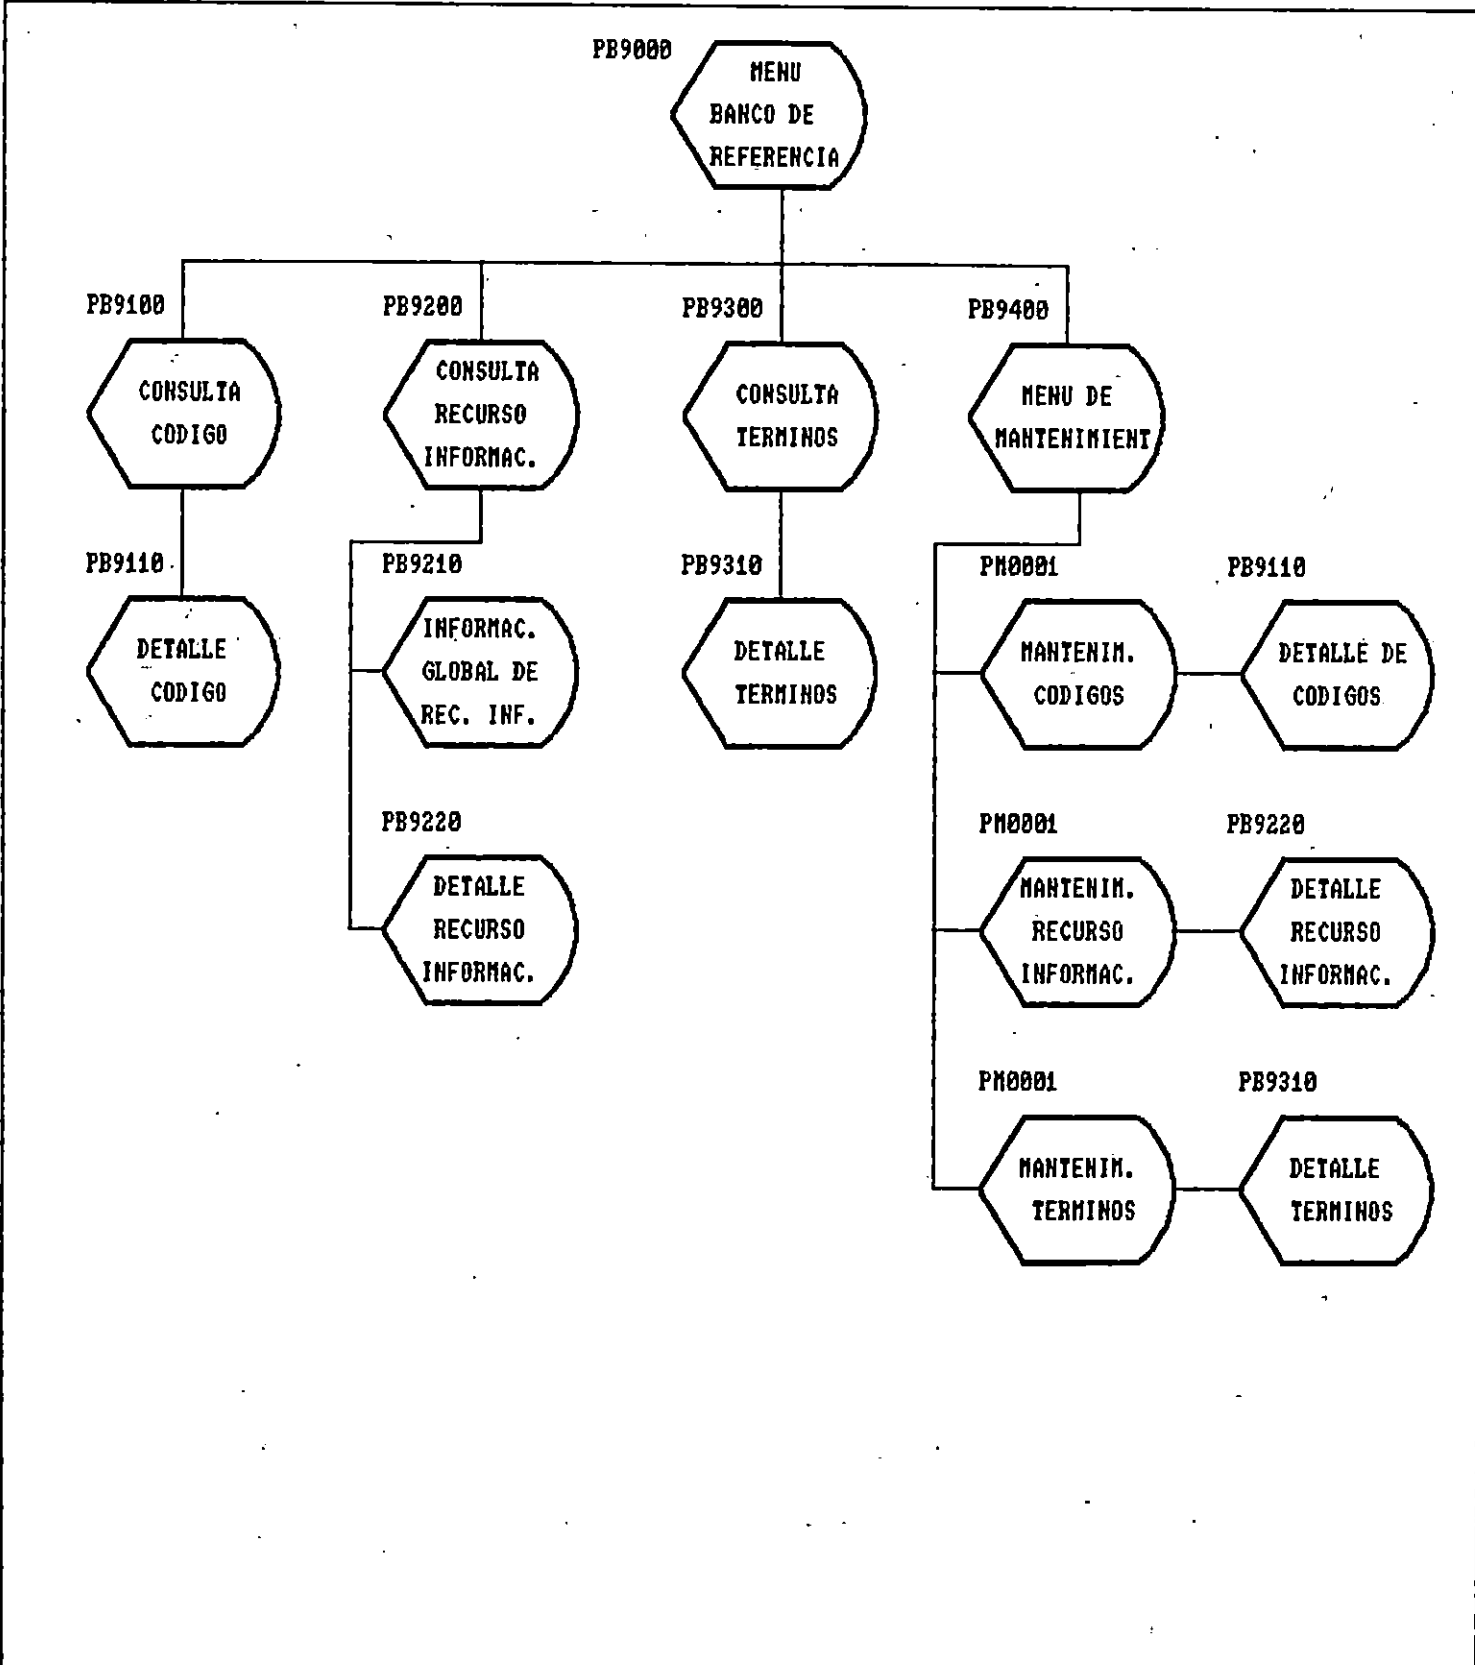 PB9000
MENU
BANCO DE
REFERENCIA
PB9100
CONSULTA
CODIGO
PB9200
CONSULTA
RECURSO
INFORMAC.
PB9300
CONSULTA
TERMINOS
PB9400
MENU DE
MANTENIMIENT
PB9110
DETALLE
CODIGO
PB9210
INFORMAC.
GLOBAL DE
REC. INF.
PB9310
DETALLE
TERMINOS
PM0001
MANTENIM.
CODIGOS
PB9110
DETALLE DE
CODIGOS
PB9220
DETALLE
RECURSO
INFORMAC.
PM0001
MANTENIM.
RECURSO
INFORMAC.
PB9220
DETALLE
RECURSO
INFORMAC.
PM0001
MANTENIM.
TERMINOS
PB9310
DETALLE
TERMINOS